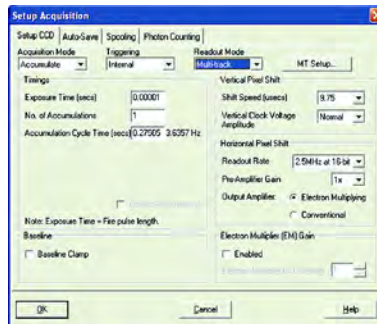 Setup Acquisition
Setup CCD Auto-Save Spooling Photon Counting
Acquisition Mode Triggering Readout Mode
Accumulate Internal Multi-track MT Setup...
Timings Vertical Pixel Shift
Exposure Time (secs) 0.00001 Shift Speed (usecs) 9.75
No. of Accumulations 1 Vertical Clock Voltage Amplitude Normal
Accumulation Cycle Time (secs) 0.27505 3.6357 Hz
Horizontal Pixel Shift
Readout Rate 2.5MHz at 16-bit
Pre-Amplifier Gain 1x
Output Amplifier: Electron Multiplying
Conventional
Note: Exposure Time = Fire pulse length.
Baseline Electron Multiplier (EM) Gain
Baseline Clamp Enabled
OK Cancel Help